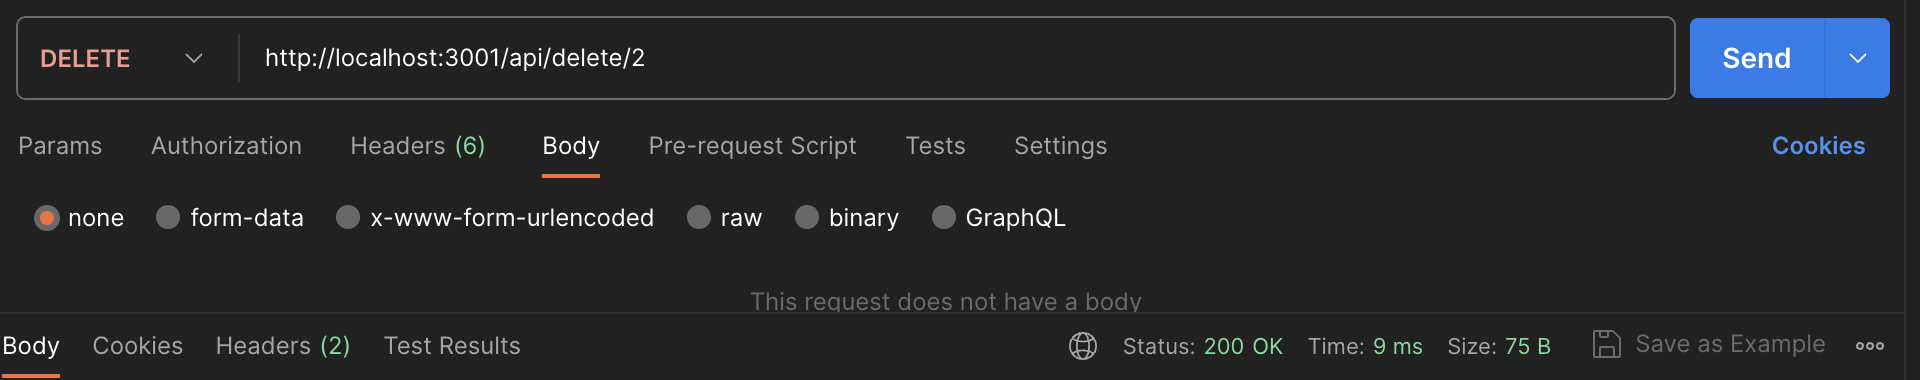 DELETE http://localhost:3001/api/delete/2 Send
Params Authorization Headers (6) Body Pre-request Script Tests Settings Cookies
none form-data x-www-form-urlencoded raw binary GraphQL
This request does not have a body
Body Cookies Headers (2) Test Results Status: 200 OK Time: 9 ms Size: 75 B Save as Example